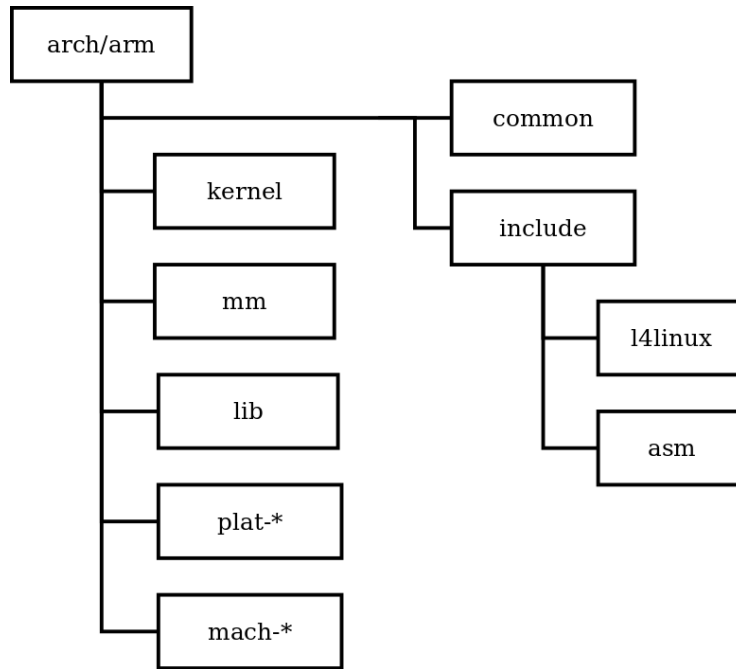 arch/arm
common
kernel
include
mm
l4linux
lib
asm
plat-*
mach-*